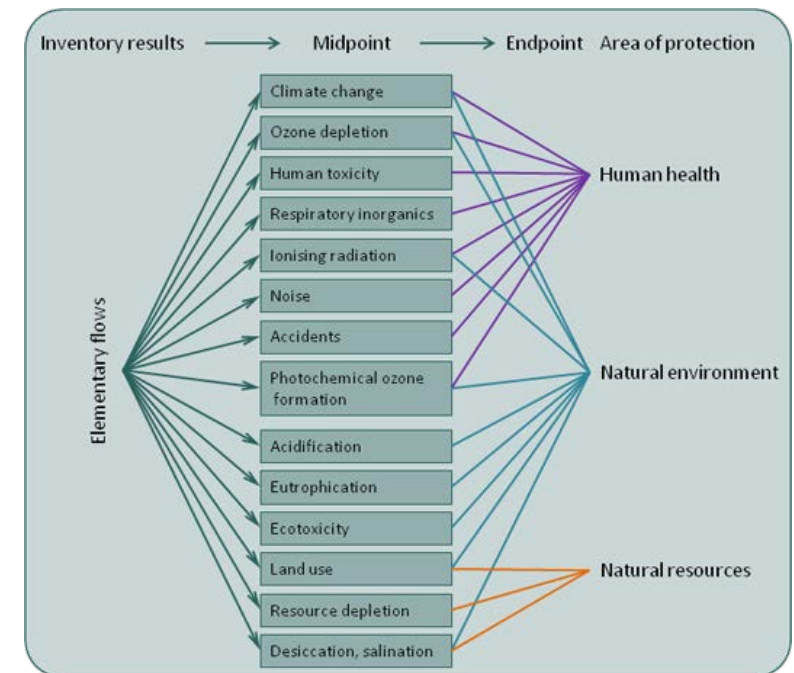 Inventory results
Midpoint
Endpoint
Area of protection
Climate change
Ozone depletion
Human toxicity
Human health
Respiratory inorganics
Ionising radiation
Noise
Accidents
Elementary flows
Photochemical ozone
formation
Natural environment
Acidification
Eutrophication
Ecotoxicity
Land use
Natural resources
Resource depletion
Desiccation, salination